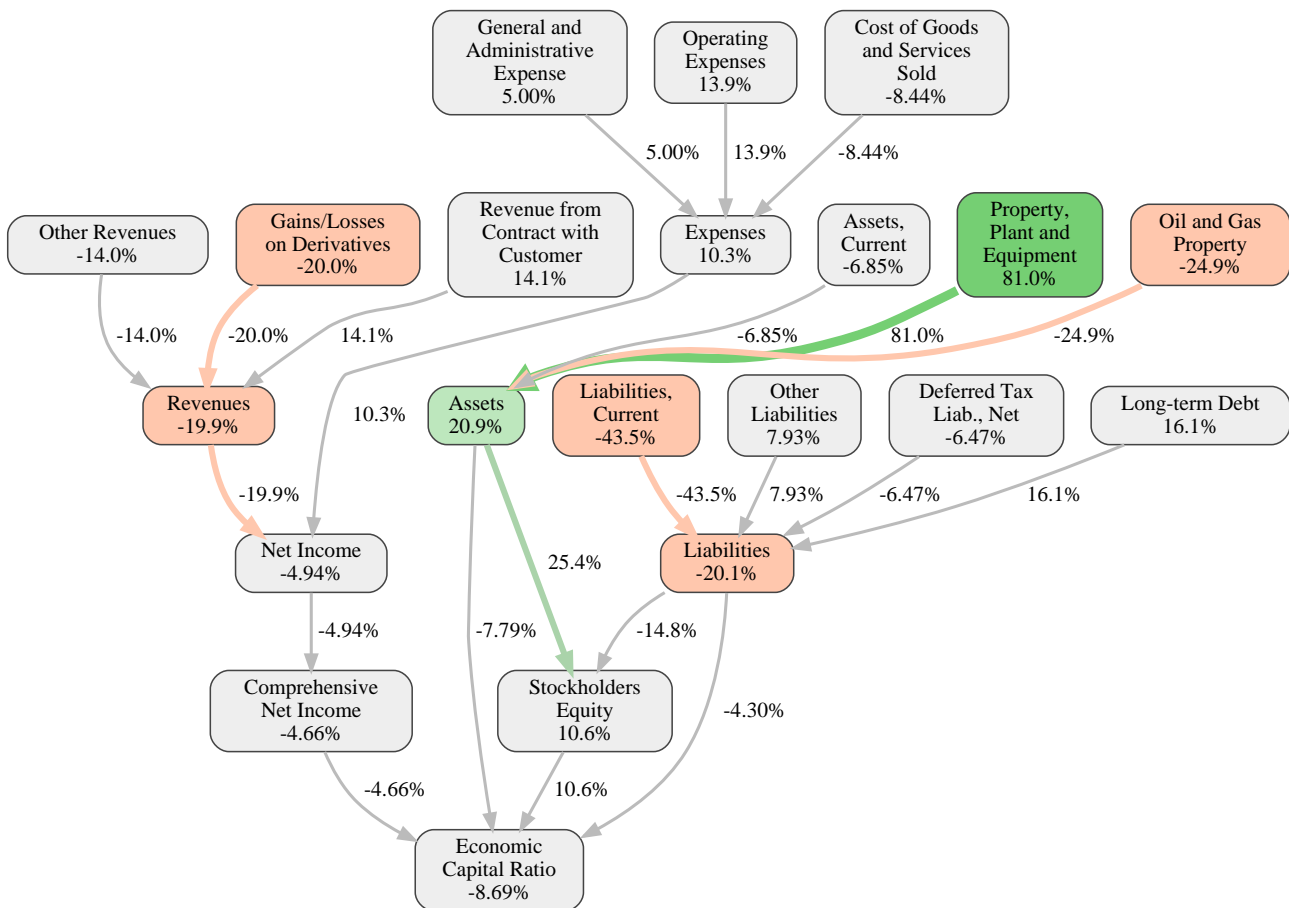 General and
Administrative
Expense
5.00%
Operating
Expenses
13.9%
Cost of Goods
and Services
Sold
-8.44%
5.00%
13.9%
-8.44%
Other Revenues
-14.0%
Gains/Losses
on Derivatives
-20.0%
Revenue from
Contract with
Customer
14.1%
Expenses
10.3%
Assets,
Current
-6.85%
Property,
Plant and
Equipment
81.0%
Oil and Gas
Property
-24.9%
-14.0%
-20.0%
14.1%
-6.85%
81.0%
-24.9%
Revenues
-19.9%
10.3%
Assets
20.9%
Liabilities,
Current
-43.5%
Other
Liabilities
7.93%
Deferred Tax
Liab., Net
-6.47%
Long-term Debt
16.1%
-19.9%
-43.5%
7.93%
-6.47%
16.1%
Net Income
-4.94%
25.4%
Liabilities
-20.1%
-4.94%
-7.79%
-14.8%
Comprehensive
Net Income
-4.66%
Stockholders
Equity
10.6%
-4.30%
-4.66%
10.6%
Economic
Capital Ratio
-8.69%